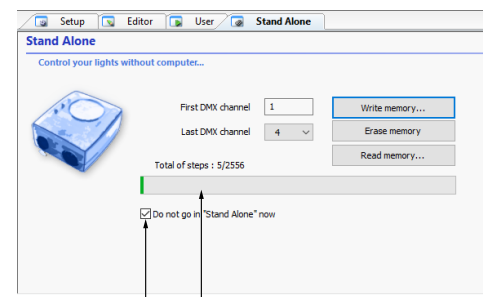 Setup Editor User Stand Alone
Stand Alone
Control your lights without computer...
First DMX channel 1 Write memory...
Last DMX channel 4 Erase memory
Read memory...
Total of steps : 5/2556
Do not go in "Stand Alone" now